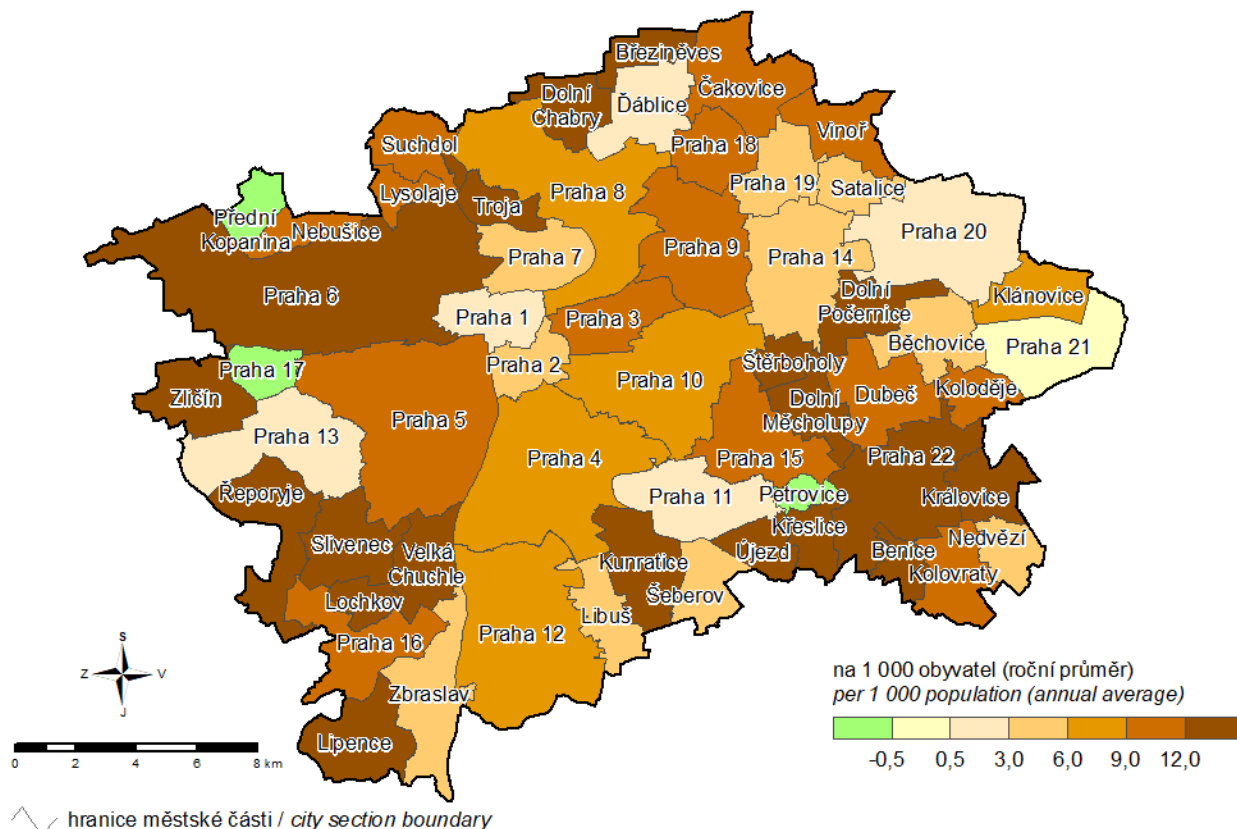 Březiněves
Čakovice
Dolní
Chabry
Ďáblice
Vinoř
Suchdol
Praha 18
Praha 8
Praha 19
Satalice
Lysolaje
Troja
Přední
Kopanina
Nebušice
Praha 9
Praha 20
Praha 7
Praha 14
Praha 6
Dolní
Počernice
Klánovice
Praha 1
Praha 3
Běchovice
Praha 21
Praha 17
Praha 2
Štěrboholy
Praha 10
Zličín
Dubeč
Koloděje
Dolní
Měcholupy
Praha 5
Praha 13
Praha 4
Praha 15
Praha 22
Řeporyje
Praha 11
Petrovice
Královice
Křeslice
Slivenec
Velká
Chuchle
Kunratice
Újezd
Benice
Nedvězí
Kolovraty
Šeberov
Lochkov
Libuš
Praha 16
Praha 12
Zbraslav
Lipence
S
Z
V
J
0 2 4 6 8 km
hranice městské části / city section boundary
na 1 000 obyvatel (roční průměr)
per 1 000 population (annual average)
-0,5 0,5 3,0 6,0 9,0 12,0